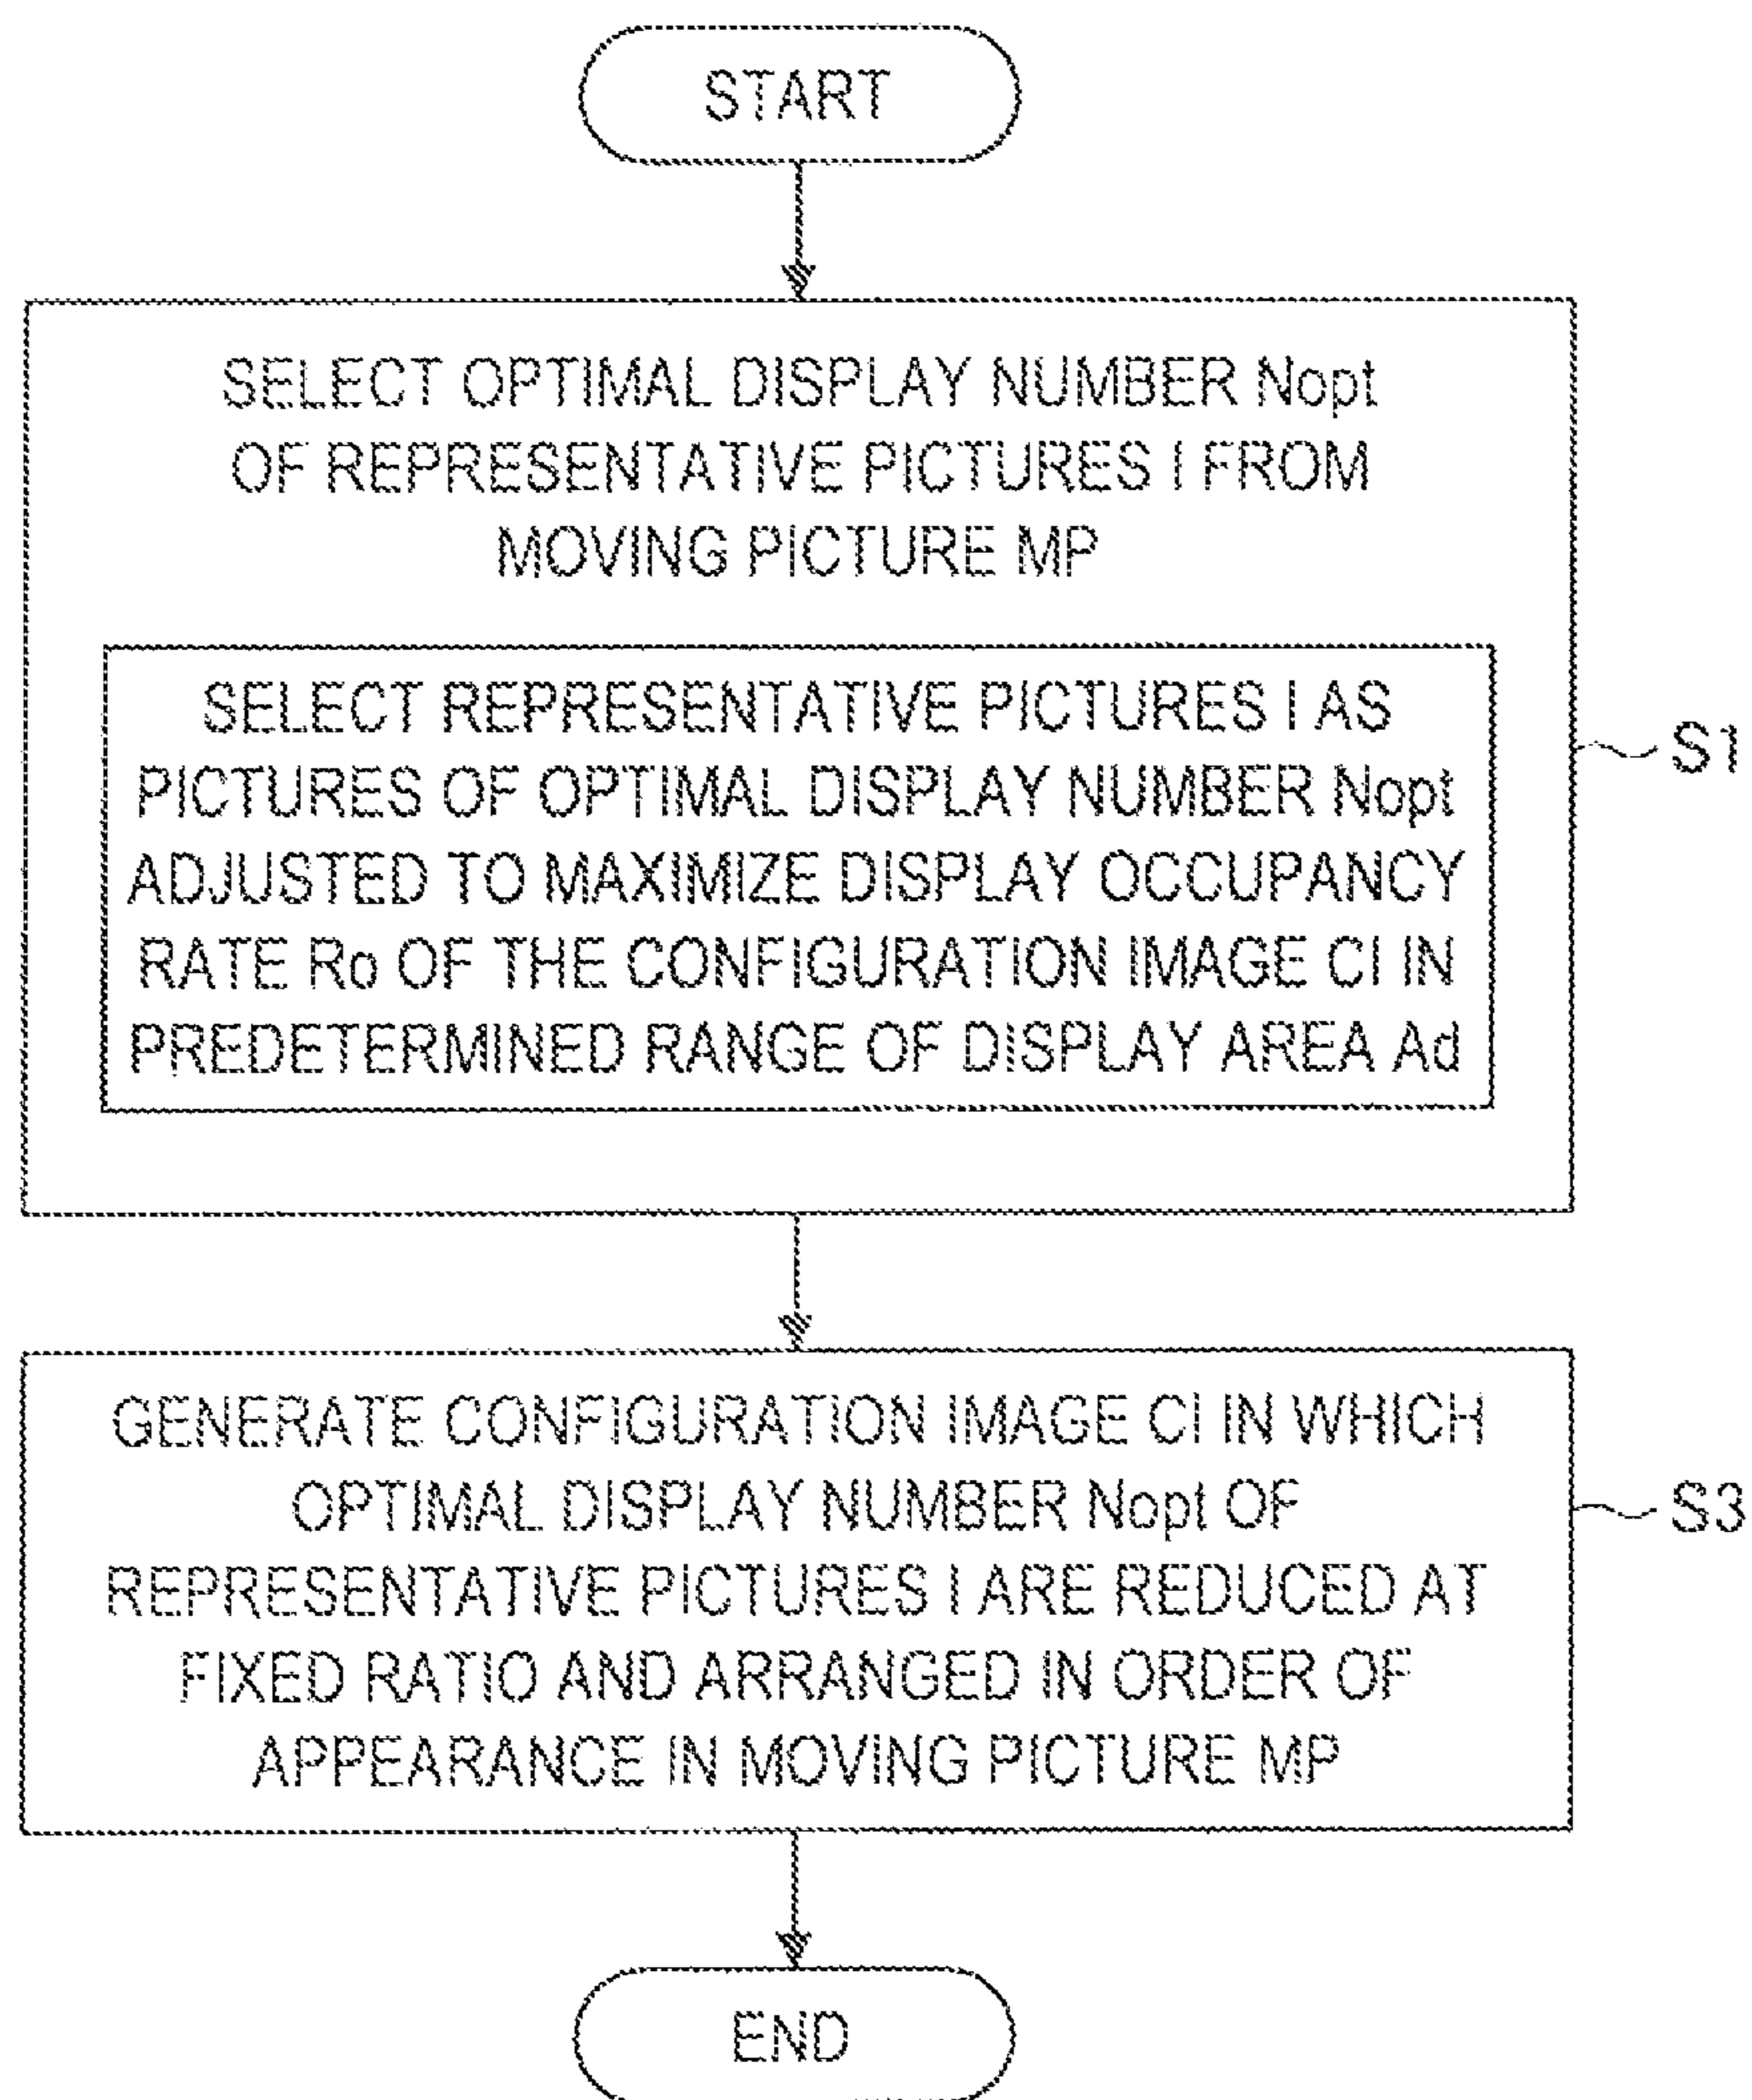 START
SELECT OPTIMAL DISPLAY NUMBER Nopt
OF REPRESENTATIVE PICTURES I FROM
MOVING PICTURE MP
SELECT REPRESENTATIVE PICTURES I AS
PICTURES OF OPTIMAL DISPLAY NUMBER Nopt
ADJUSTED TO MAXIMIZE DISPLAY OCCUPANCY
RATE Ro OF THE CONFIGURATION IMAGE CI IN
PREDETERMINED RANGE OF DISPLAY AREA Ad
S1
GENERATE CONFIGURATION IMAGE CI IN WHICH
OPTIMAL DISPLAY NUMBER Nopt OF
REPRESENTATIVE PICTURES I ARE REDUCED AT
FIXED RATIO AND ARRANGED IN ORDER OF
APPEARANCE IN MOVING PICTURE MP
S3
END